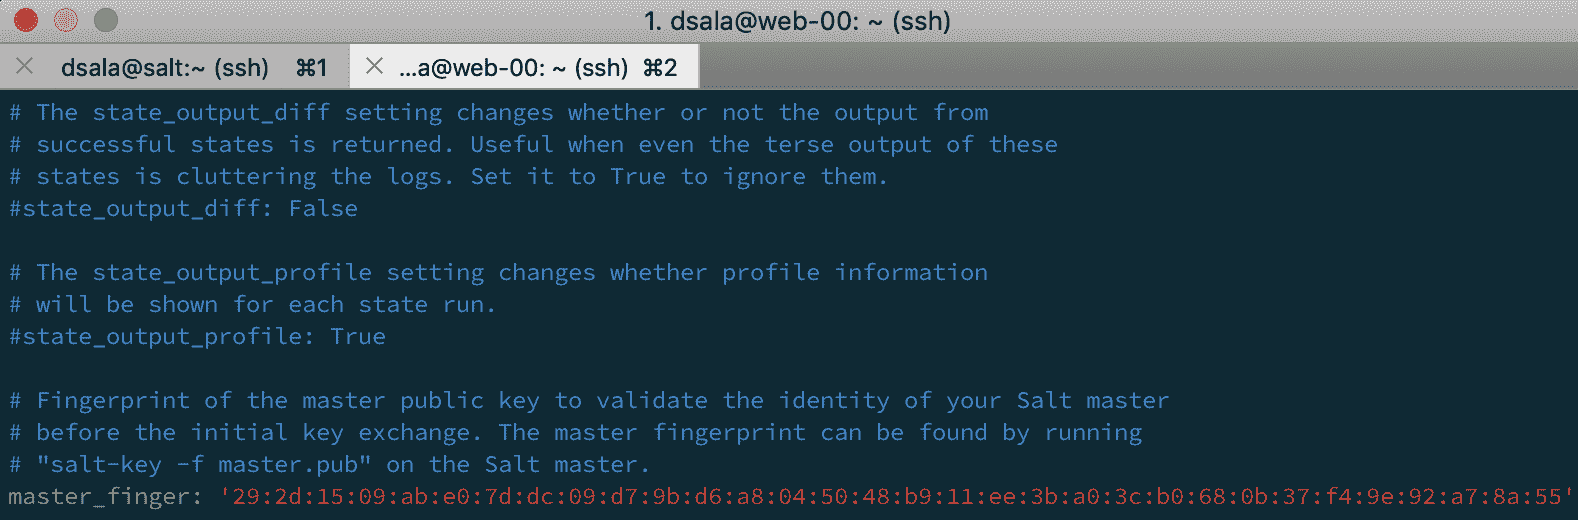 1. dsala@web-00: ~ (ssh)
dsala@salt:~ (ssh) ⌘1 ...a@web-00: ~ (ssh) ⌘2
# The state_output_diff setting changes whether or not the output from
# successful states is returned. Useful when even the terse output of these
# states is cluttering the logs. Set it to True to ignore them.
#state_output_diff: False
# The state_output_profile setting changes whether profile information
# will be shown for each state run.
#state_output_profile: True
# Fingerprint of the master public key to validate the identity of your Salt master
# before the initial key exchange. The master fingerprint can be found by running
# "salt-key -f master.pub" on the Salt master.
master_finger: '29:2d:15:09:ab:e0:7d:dc:09:d7:9b:d6:a8:04:50:48:b9:11:ee:3b:a0:3c:b0:68:0b:37:f4:9e:92:a7:8a:55'